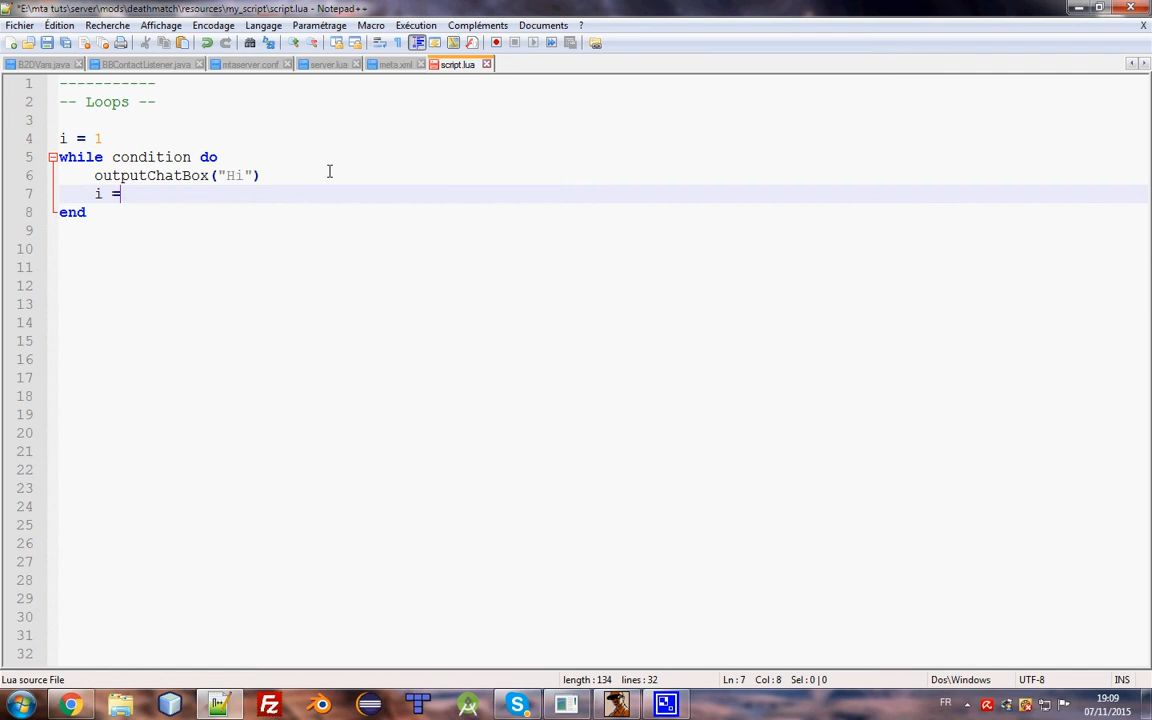 *E:\mta tuts\server\mods\deathmatch\resources\my_script\script.lua - Notepad++
Fichier Édition Recherche Affichage Encodage Langage Paramétrage Macro Exécution Compléments Documents ? X
B2DVars.java BBContactListener.java mtaserver.conf server.lua meta.xml script.lua
1 -----------
2 -- Loops --
3
4 i = 1
5 while condition do
6 outputChatBox("Hi")
7 i =
8 end
9
10
11
12
13
14
15
16
17
18
19
20
21
22
23
24
25
26
27
28
29
30
31
32
Lua source File length : 134 lines : 32 Ln : 7 Col : 8 Sel : 0 | 0 Dos\Windows UTF-8 INS
FR 19:09
07/11/2015